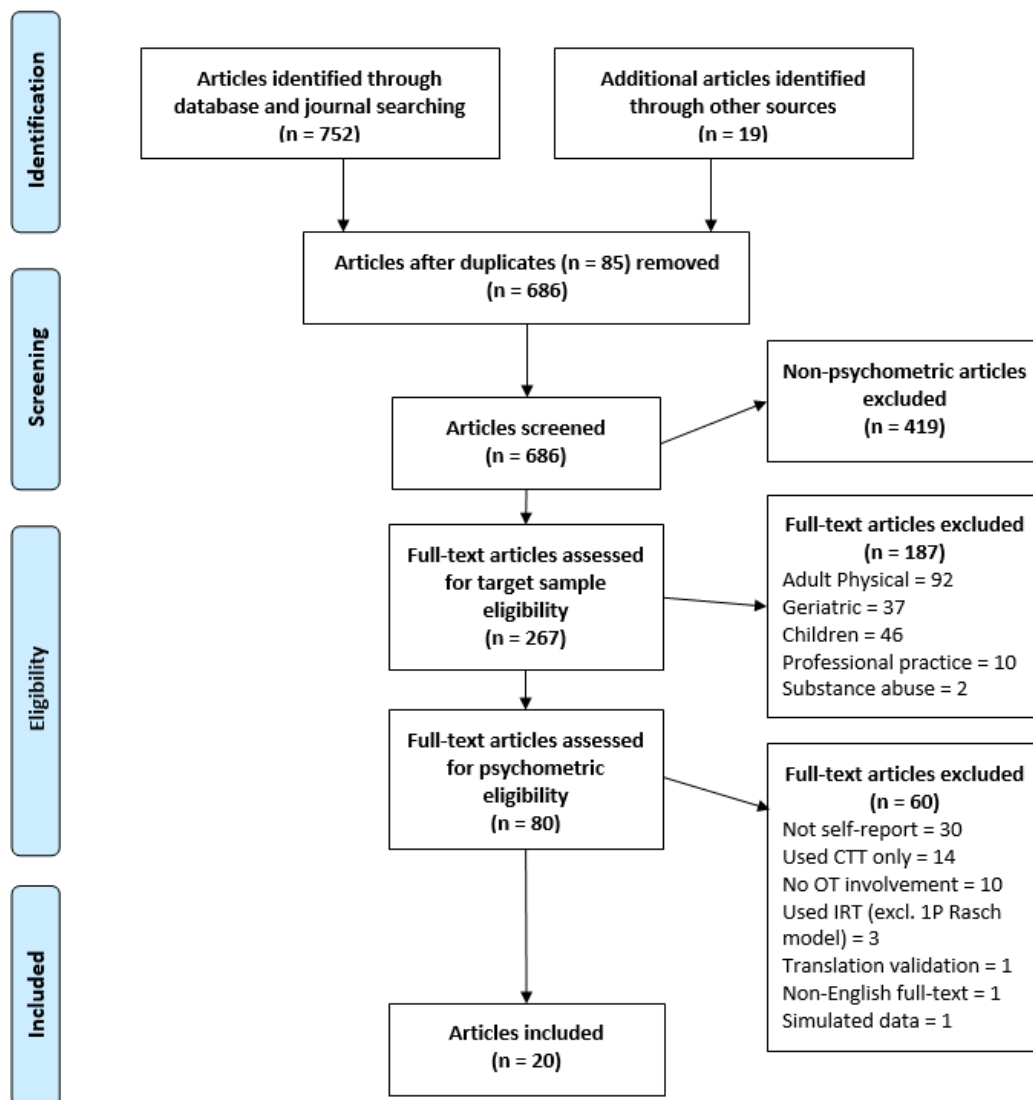 Identification
Articles identified through
database and journal searching
(n = 752)
Additional articles identified
through other sources
(n = 19)
Articles after duplicates (n = 85) removed
(n = 686)
Screening
Articles screened
(n = 686)
Non-psychometric articles
excluded
(n = 419)
Eligibility
Full-text articles assessed
for target sample
eligibility
(n = 267)
Full-text articles excluded
(n = 187)
Adult Physical = 92
Geriatric = 37
Children = 46
Professional practice = 10
Substance abuse = 2
Full-text articles assessed
for psychometric
eligibility
(n = 80)
Full-text articles excluded
(n = 60)
Not self-report = 30
Used CTT only = 14
No OT involvement = 10
Used IRT (excl. 1P Rasch
model) = 3
Translation validation = 1
Non-English full-text = 1
Simulated data = 1
Included
Articles included
(n = 20)